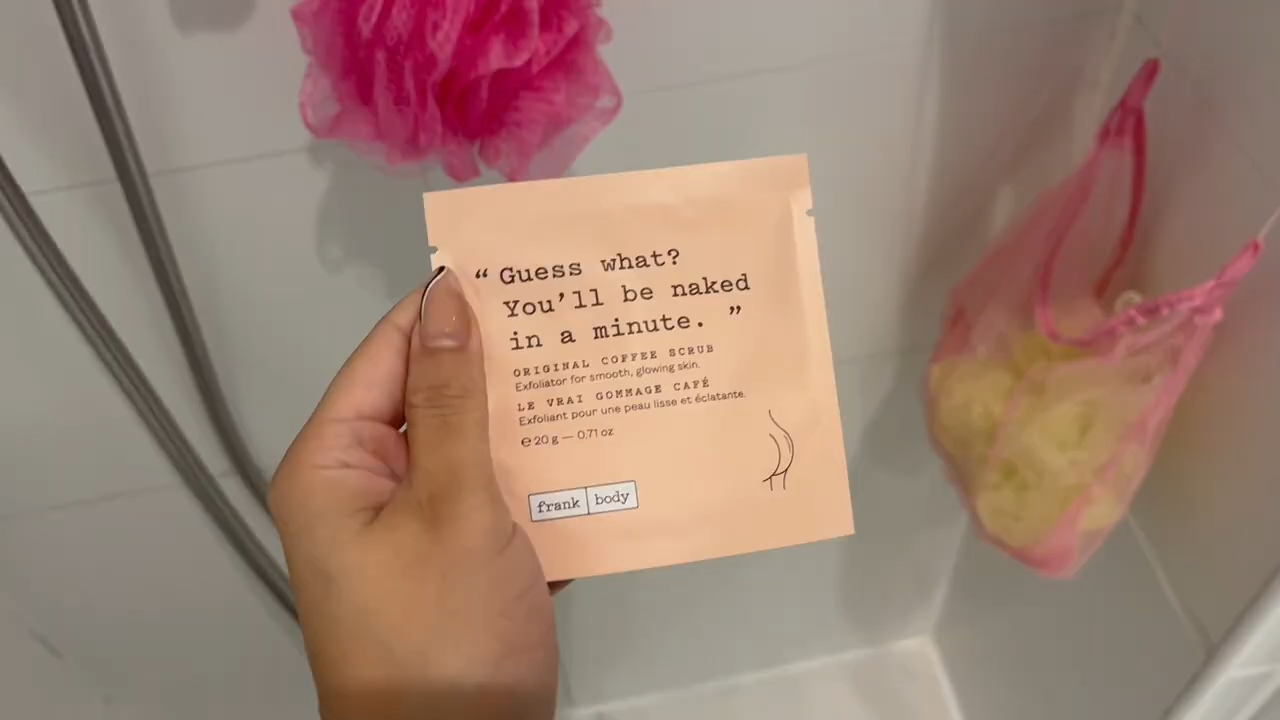 “ Guess what?
You’ll be naked
in a minute. ”
ORIGINAL COFFEE SCRUB
Exfoliator for smooth, glowing skin.
LE VRAI GOMMAGE CAFÉ
Exfoliant pour une peau lisse et éclatante.
℮ 20 g — 0.71 oz
frank body